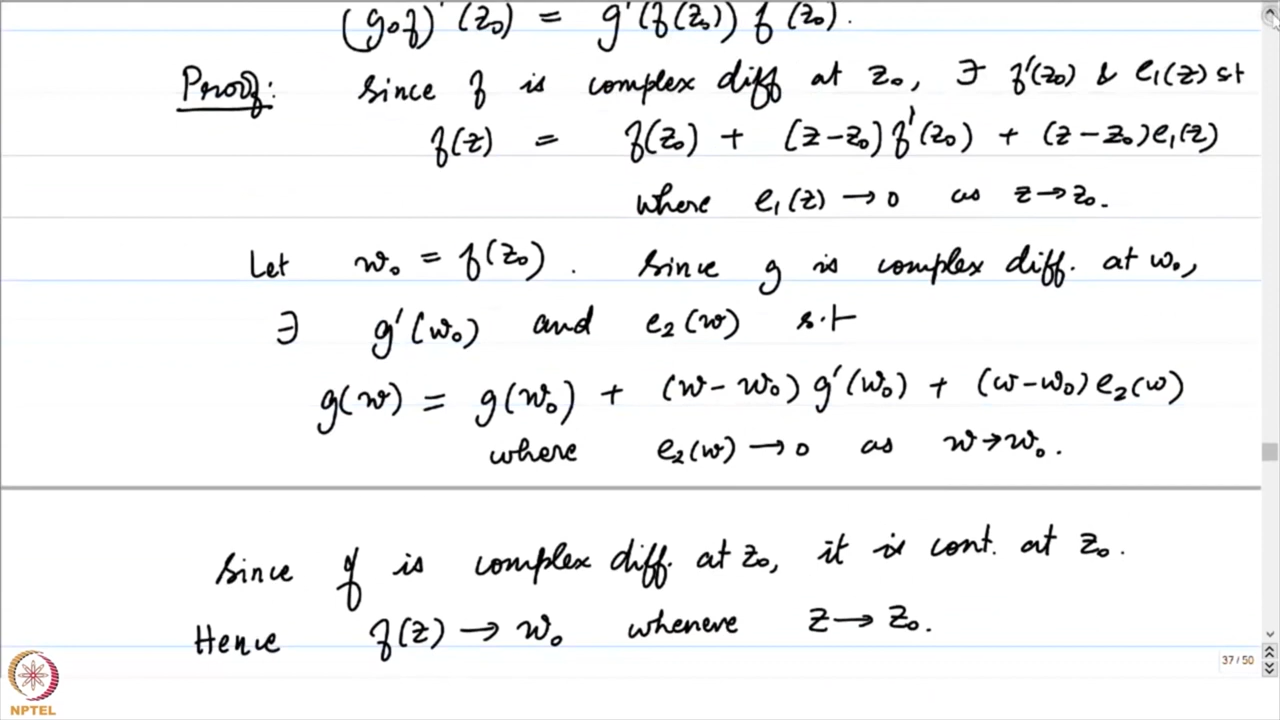 (g∘f)'(z₀) = g'(f(z₀)) f'(z₀).
Proof: Since f is complex diff at z₀, ∃ f'(z₀) & e₁(z) st
f(z) = f(z₀) + (z-z₀) f'(z₀) + (z-z₀)e₁(z)
where e₁(z) → 0 as z→z₀.
Let w₀ = f(z₀). Since g is complex diff. at w₀,
∃ g'(w₀) and e₂(w) s.t
g(w) = g(w₀) + (w-w₀) g'(w₀) + (w-w₀) e₂(w)
where e₂(w) → 0 as w→w₀.
Since f is complex diff. at z₀, it is cont. at z₀.
Hence f(z) → w₀ whenere z → z₀.
37 / 50
NPTEL